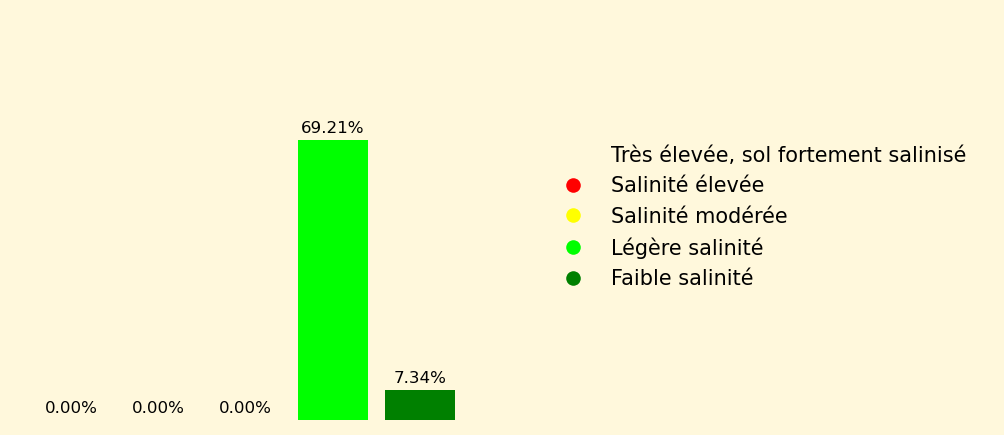 69.21%
7.34%
0.00%
0.00%
0.00%
Très élevée, sol fortement salinisé
Salinité élevée
Salinité modérée
Légère salinité
Faible salinité